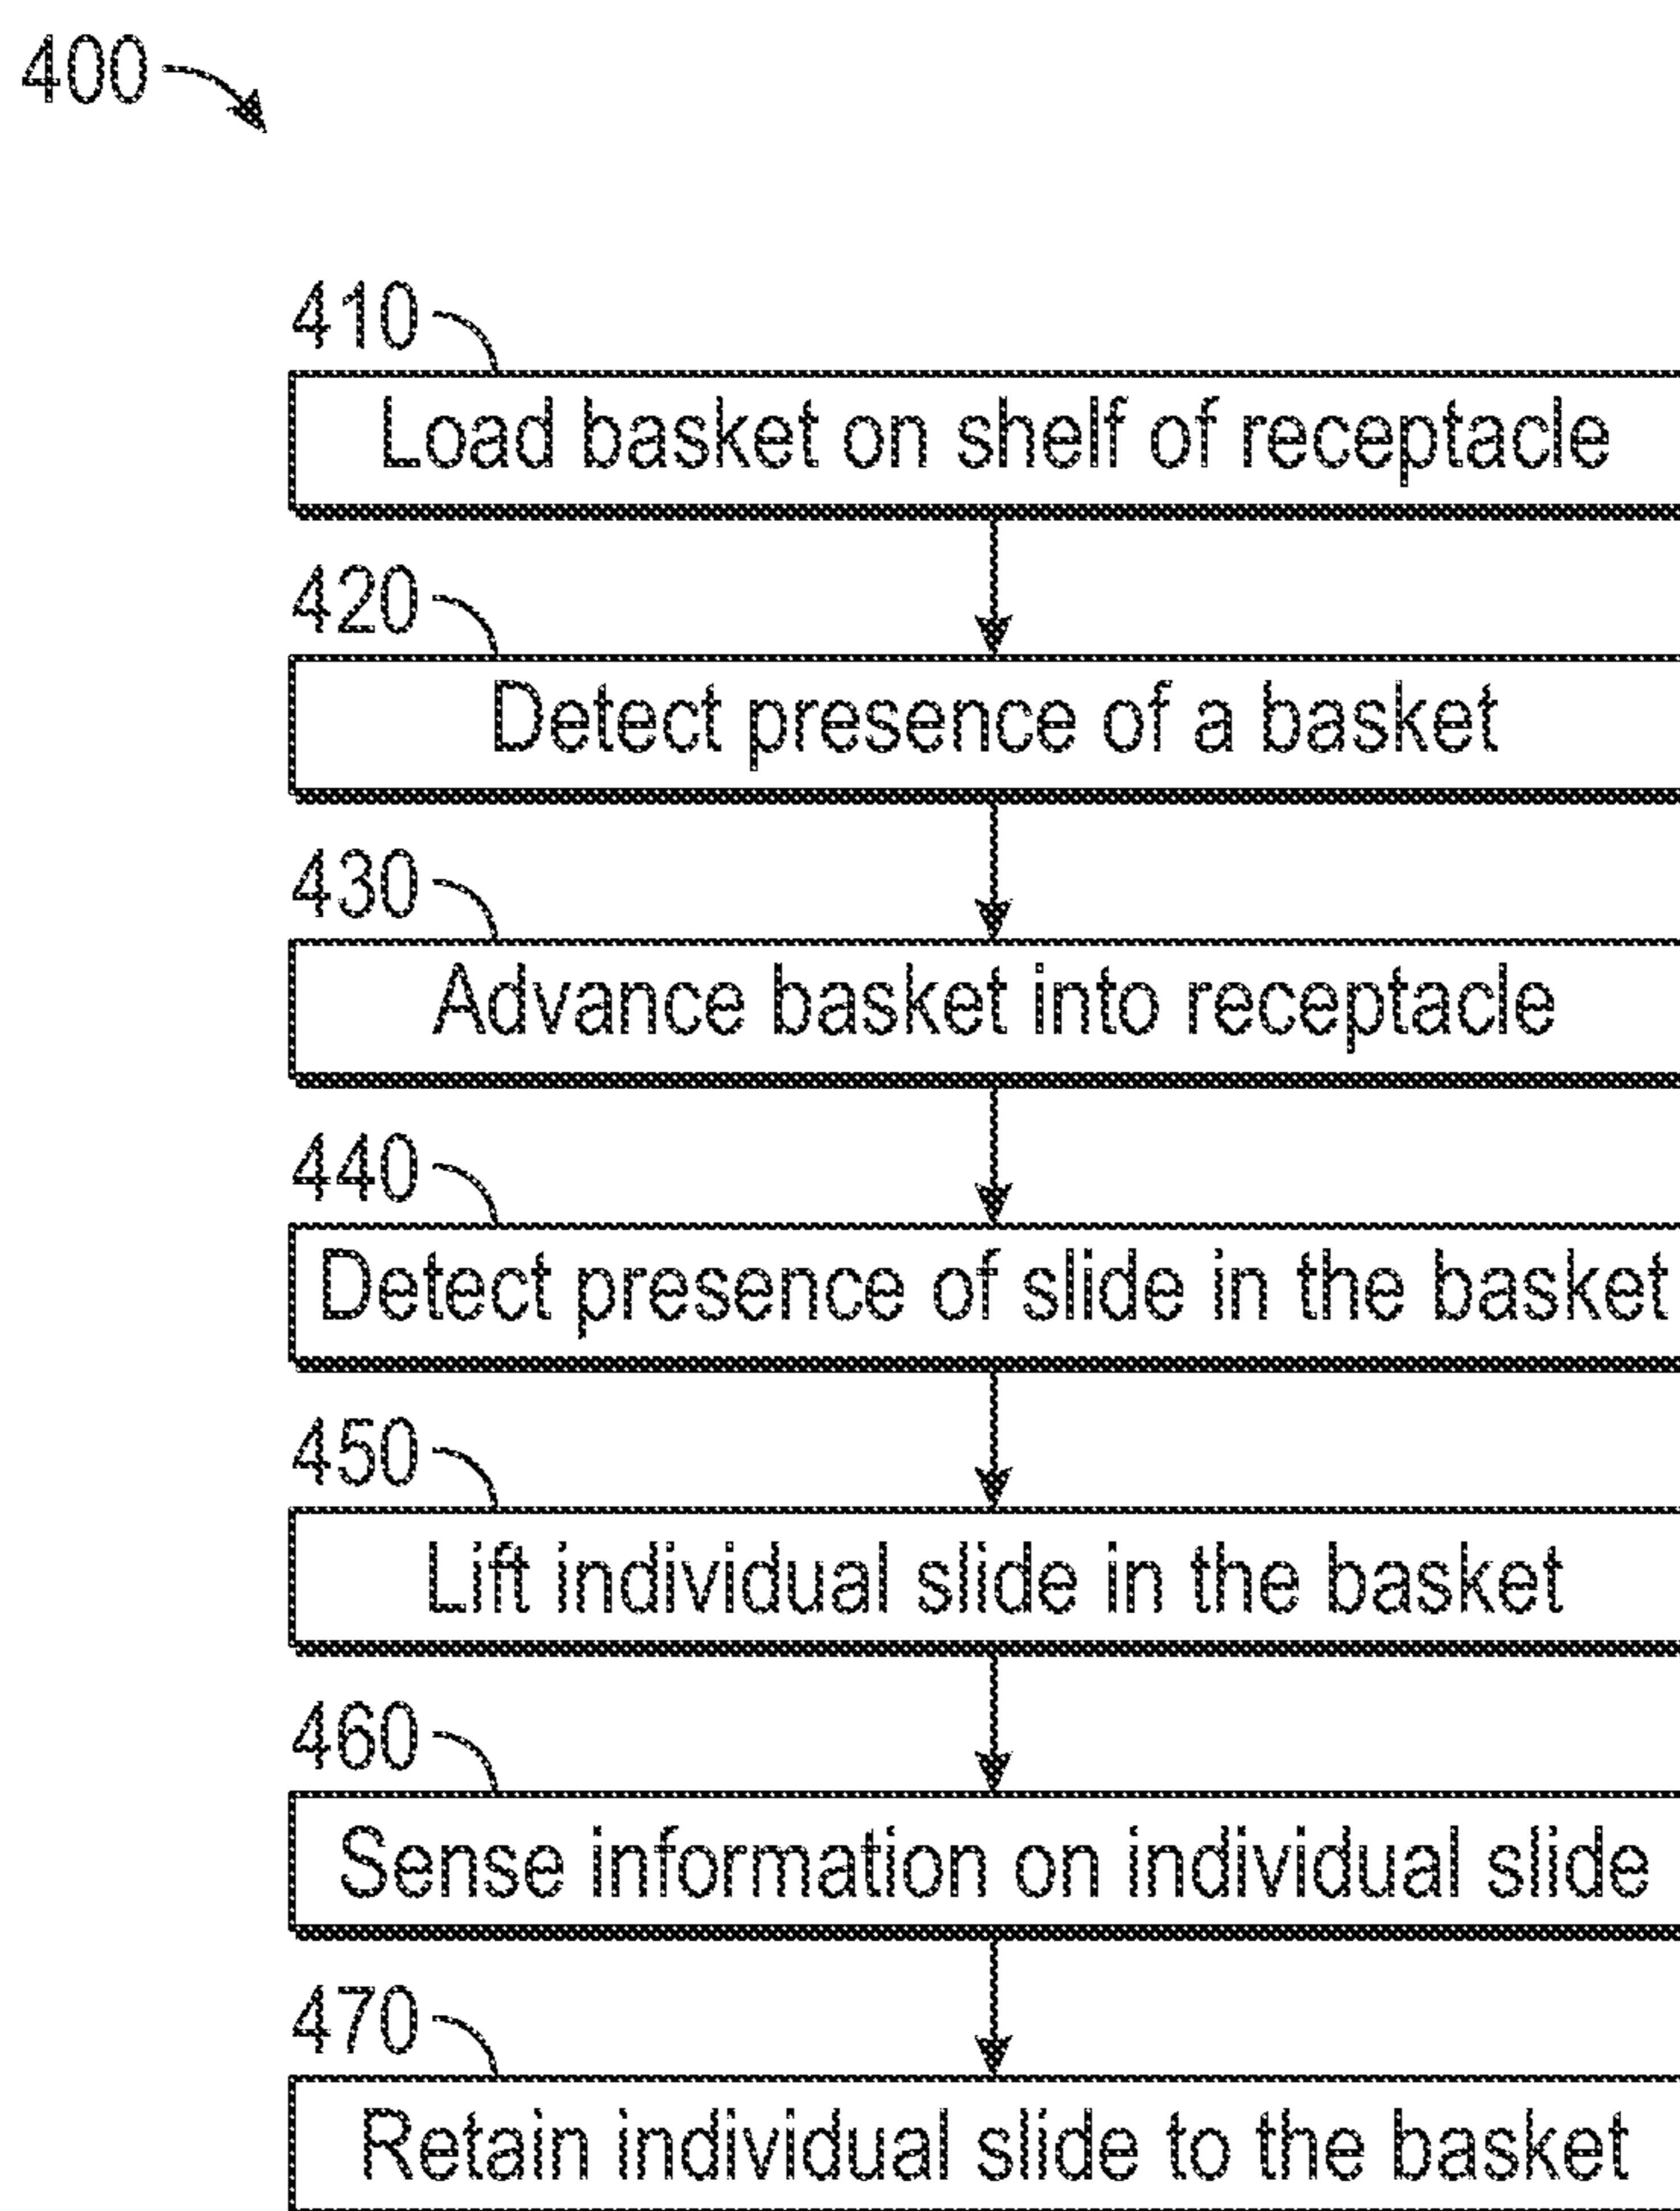 400
410
Load basket on shelf of receptacle
420
Detect presence of a basket
430
Advance basket into receptacle
440
Detect presence of slide in the basket
450
Lift individual slide in the basket
460
Sense information on individual slide
470
Retain individual slide to the basket